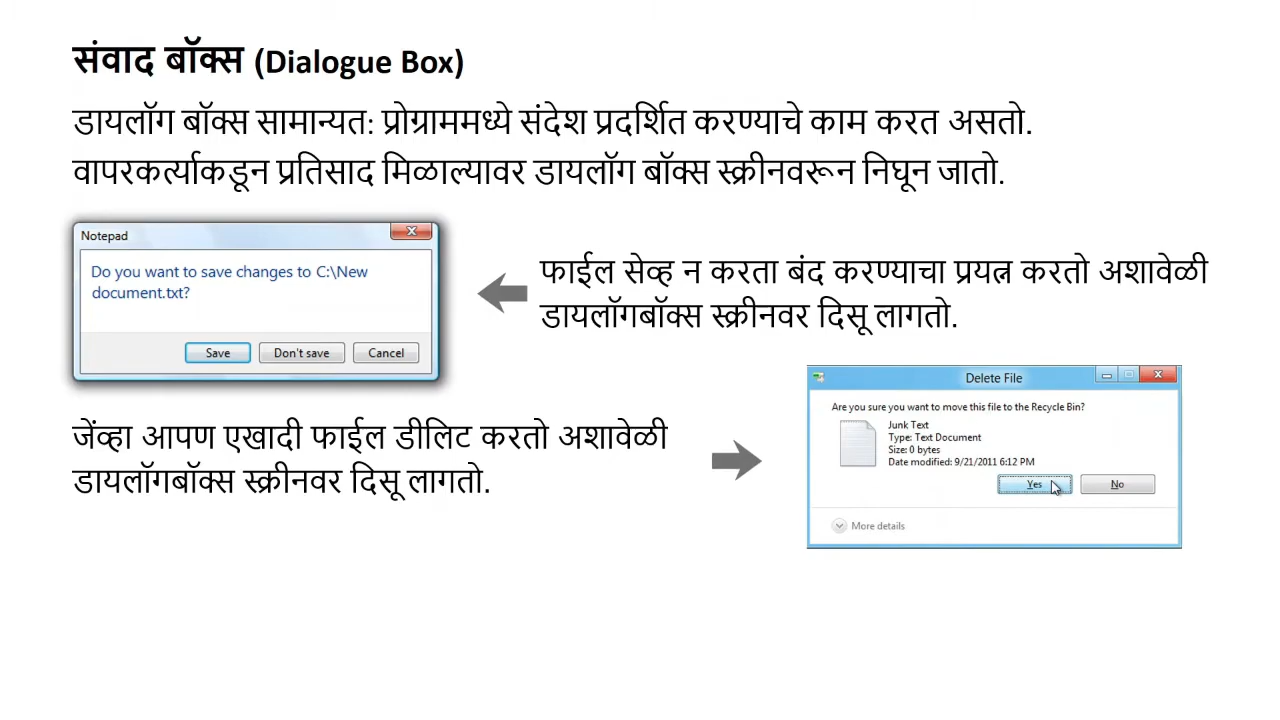 संवाद बॉक्स (Dialogue Box)
डायलॉग बॉक्स सामान्यत: प्रोग्राममध्ये संदेश प्रदर्शित करण्याचे काम करत असतो.
वापरकर्त्याकडून प्रतिसाद मिळाल्यावर डायलॉग बॉक्स स्क्रीनवरून निघून जातो.
Notepad
Do you want to save changes to C:\New
document.txt?
Save Don't save Cancel
फाईल सेव्ह न करता बंद करण्याचा प्रयत्न करतो अशावेळी
डायलॉगबॉक्स स्क्रीनवर दिसू लागतो.
जेंव्हा आपण एखादी फाईल डीलिट करतो अशावेळी
डायलॉगबॉक्स स्क्रीनवर दिसू लागतो.
Delete File
Are you sure you want to move this file to the Recycle Bin?
Junk Text
Type: Text Document
Size: 0 bytes
Date modified: 9/21/2011 6:12 PM
Yes No
More details